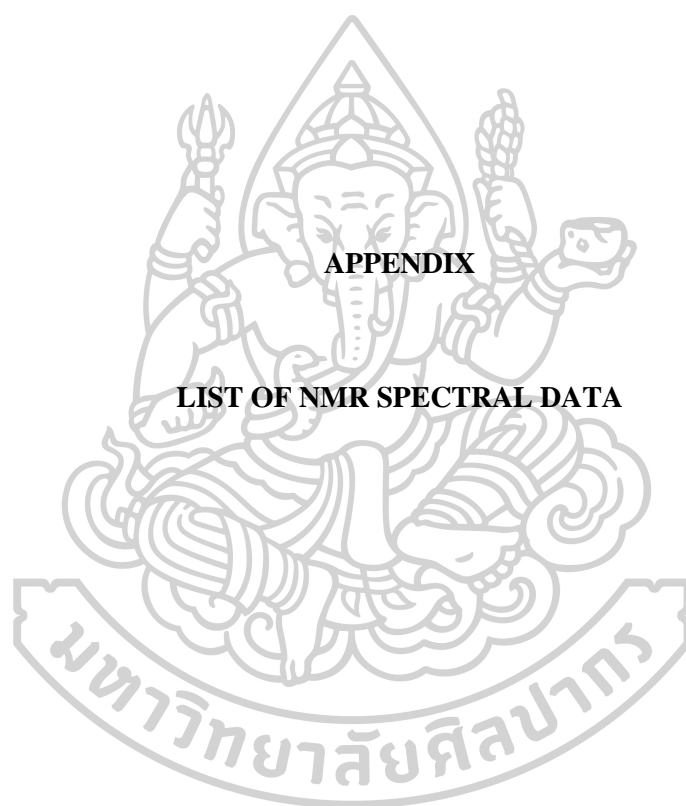 APPENDIX
LIST OF NMR SPECTRAL DATA
มหาวิทยาลัยศิลปากร